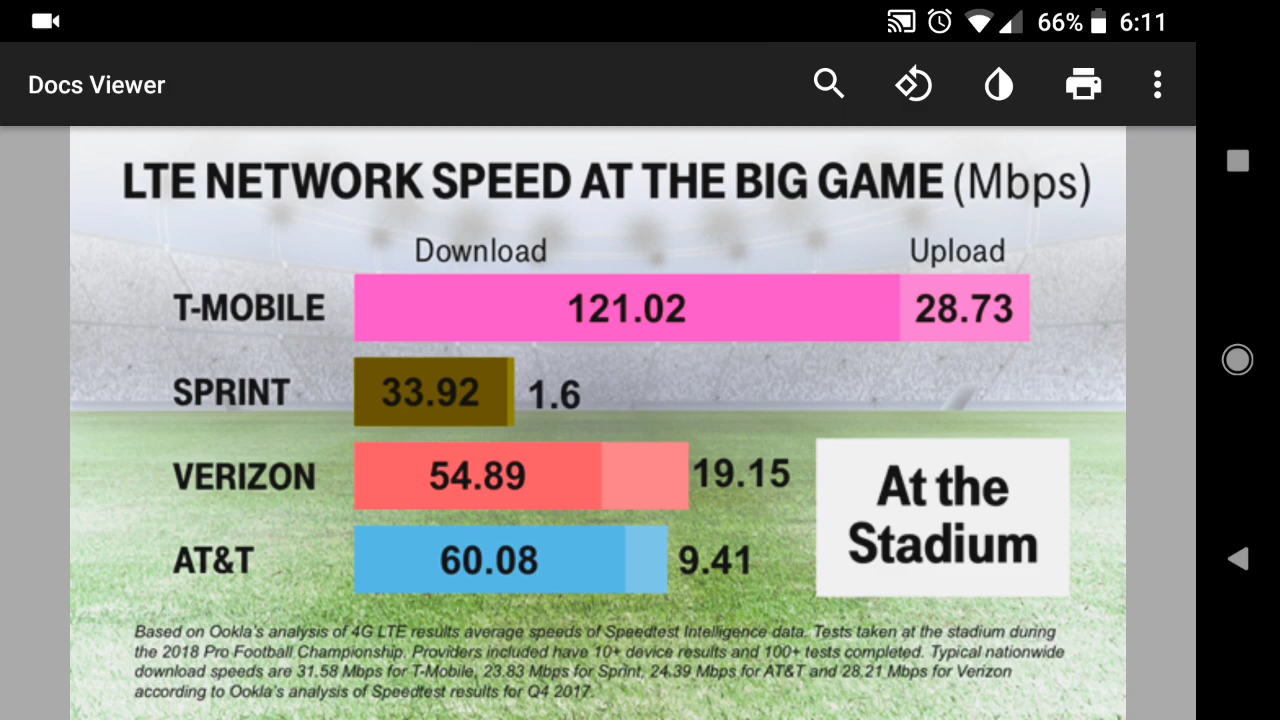 66% 6:11
Docs Viewer
LTE NETWORK SPEED AT THE BIG GAME (Mbps)
Download Upload
T-MOBILE 121.02 28.73
SPRINT 33.92 1.6
VERIZON 54.89 19.15
AT&T 60.08 9.41
At the
Stadium
Based on Ookla's analysis of 4G LTE results average speeds of Speedtest Intelligence data. Tests taken at the stadium during
the 2018 Pro Football Championship. Providers included have 10+ device results and 100+ tests completed. Typical nationwide
download speeds are 31.58 Mbps for T-Mobile, 23.83 Mbps for Sprint, 24.39 Mbps for AT&T and 28.21 Mbps for Verizon
according to Ookla's analysis of Speedtest results for Q4 2017.